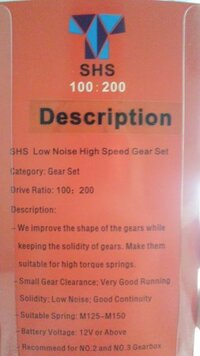 SHS
100:200
Description
SHS Low Noise High Speed Gear Set
Category: Gear Set
Drive Ratio: 100: 200
Description:
- We improve the shape of the gears while
keeping the solidity of gears. Make them
suitable for high torque springs.
- Small Gear Clearance; Very Good Running
Solidity; Low Noise; Good Continuity
- Suitable Spring: M125-M150
- Battery Voltage: 12V or Above
- Recommend for NO.2 and NO.3 Gearbox